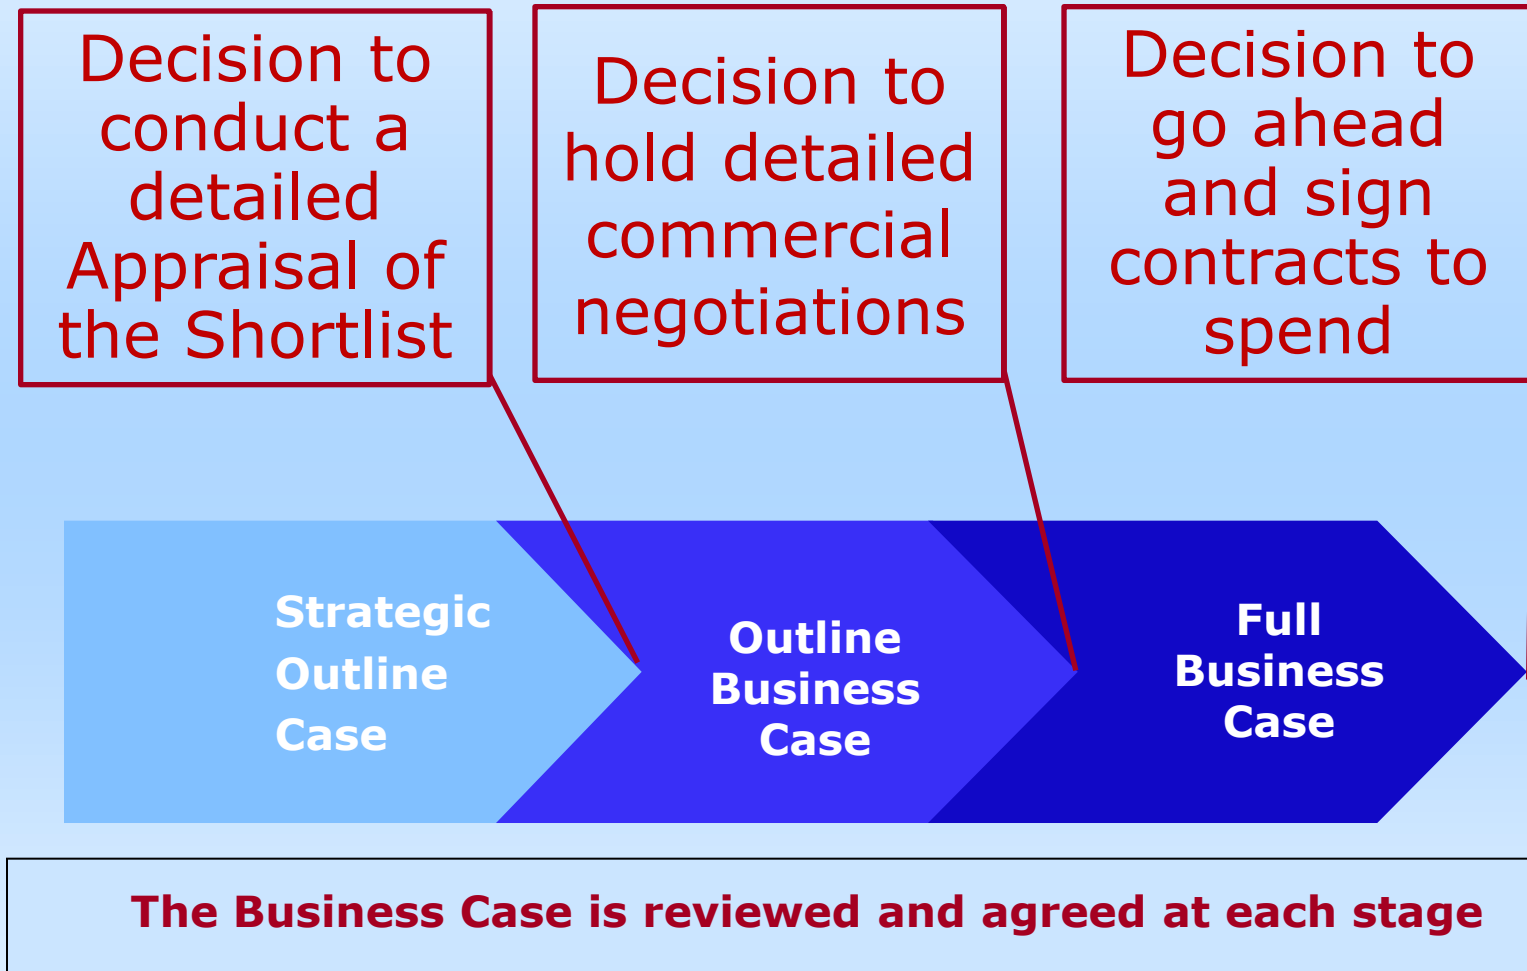 Decision to
conduct a
detailed
Appraisal of
the Shortlist
Decision to
hold detailed
commercial
negotiations
Decision to
go ahead
and sign
contracts to
spend
Strategic
Outline
Case
Outline
Business
Case
Full
Business
Case
The Business Case is reviewed and agreed at each stage